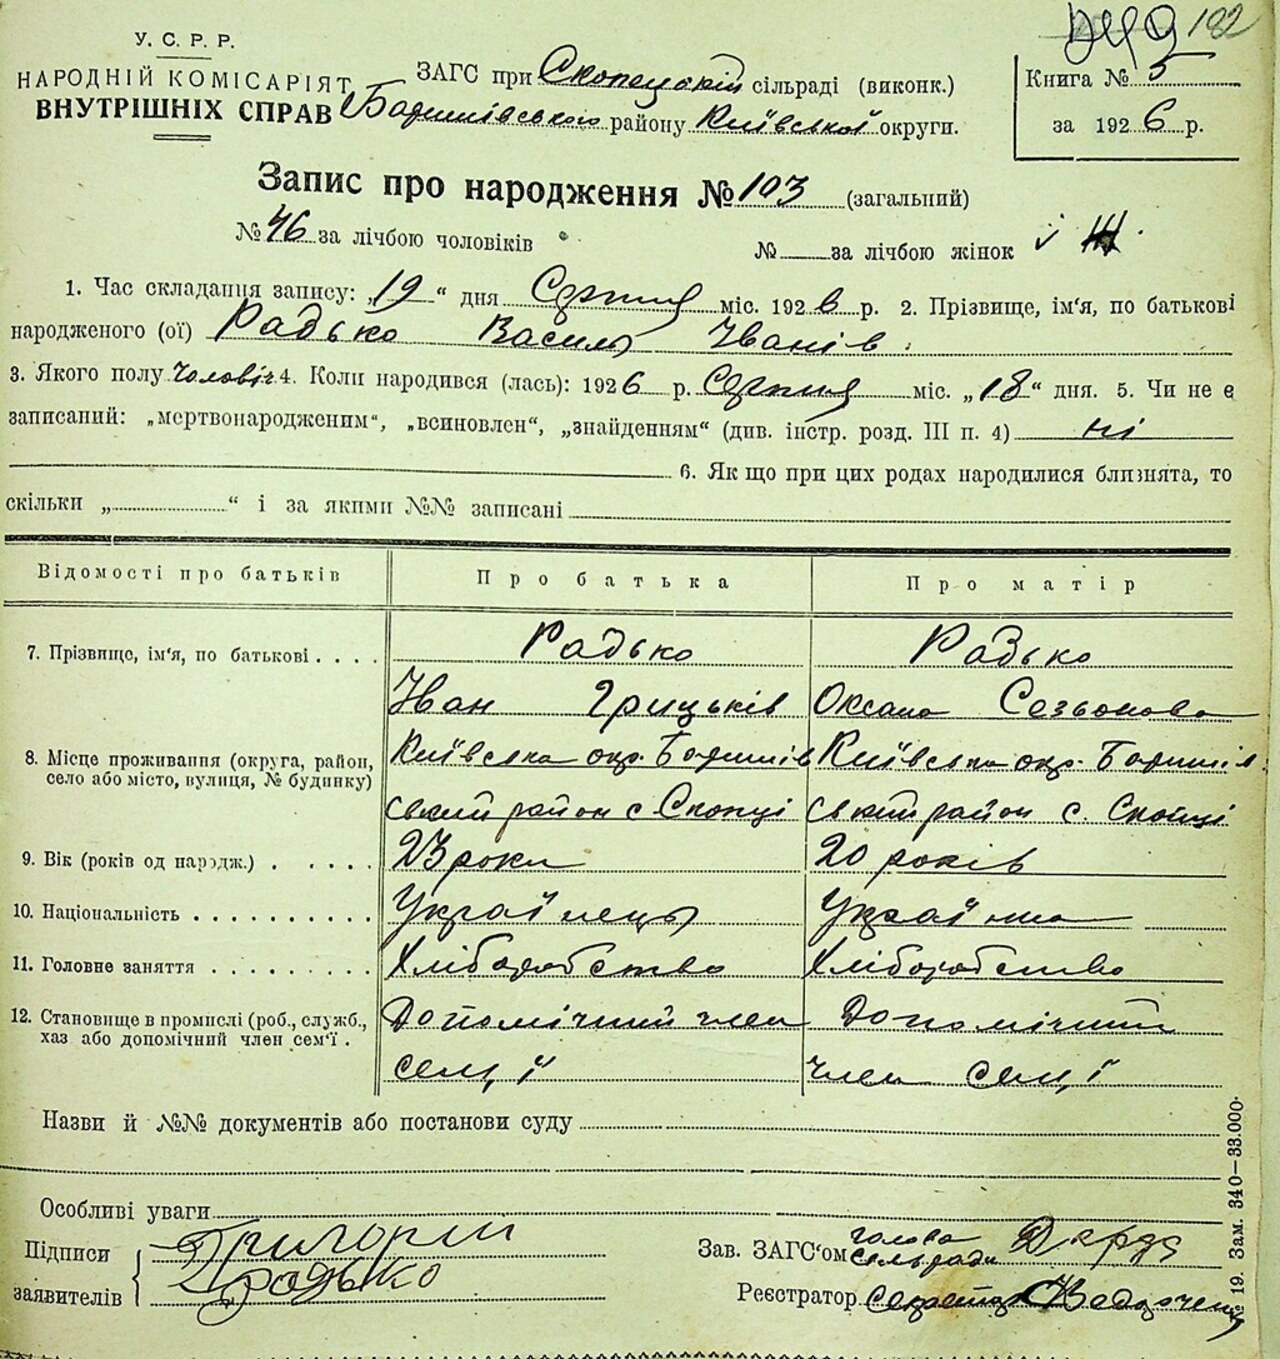 192
У. С. Р. Р.
НАРОДНІЙ КОМІСАРІЯТ
ВНУТРІШНІХ СПРАВ
ЗАГС при Скопецькій сільраді (виконк.)
Баришівського району Київської округи.
Книга № 5
за 1926 р.
Запис про народження № 103 (загальний)
№ 46 за лічбою чоловіків № за лічбою жінок
1. Час складання запису: „19“ дня Серпня міс. 1926 р. 2. Прізвище, ім'я, по батькові
народженого (ої) Радько Василь Іванів
3. Якого полу чоловіч 4. Коли народився (лась): 1926 р. Серпня міс. „18“ дня. 5. Чи не є
записаний: „мертвонародженим“, „всиновлен“, „знайденням“ (див. інстр. розд. III п. 4) ні
6. Як що при цих родах народилися близнята, то
скільки „ “ і за якими №№ записані
Відомості про батьків Про батька Про матір
7. Прізвище, ім'я, по батькові . . . . Радько Радько
Іван Грицьків Оксана Сезьонова
8. Місце проживання (округа, район, Київська окр. Баришів Київська окр. Баришів
село або місто, вулиця, № будинку)
ський район с Скопці ський район с. Скопці
9. Вік (років од народж.) . . . . . 23 роки 20 років
10. Національність . . . . . . . . . . Українець Українка
11. Головне заняття . . . . . . . . . Хліборобство Хліборобство
12. Становище в промислі (роб., служб., Допомічний член Допомічний
хаз або допомічний член сем'ї .
сем'ї член сем'ї
Назви й №№ документів або постанови суду
Особливі уваги
Підписи
заявителів
Григорій
Радько
Зав. ЗАГС'ом голова
сельради
Реєстратор Секретар
19. Зам. 340—33.000.